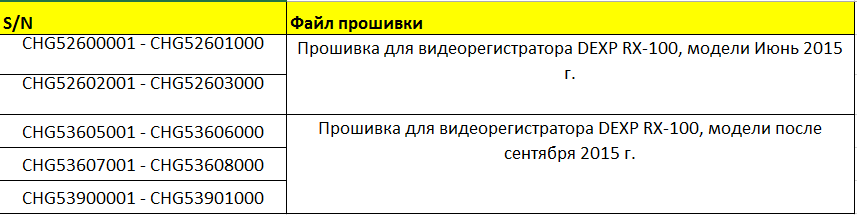 S/N Файл прошивки
CHG52600001 - CHG52601000
Прошивка для видеорегистратора DEXP RX-100, модели Июнь 2015
г.
CHG52602001 - CHG52603000
CHG53605001 - CHG53606000
Прошивка для видеорегистратора DEXP RX-100, модели после
сентября 2015 г.
CHG53607001 - CHG53608000
CHG53900001 - CHG53901000